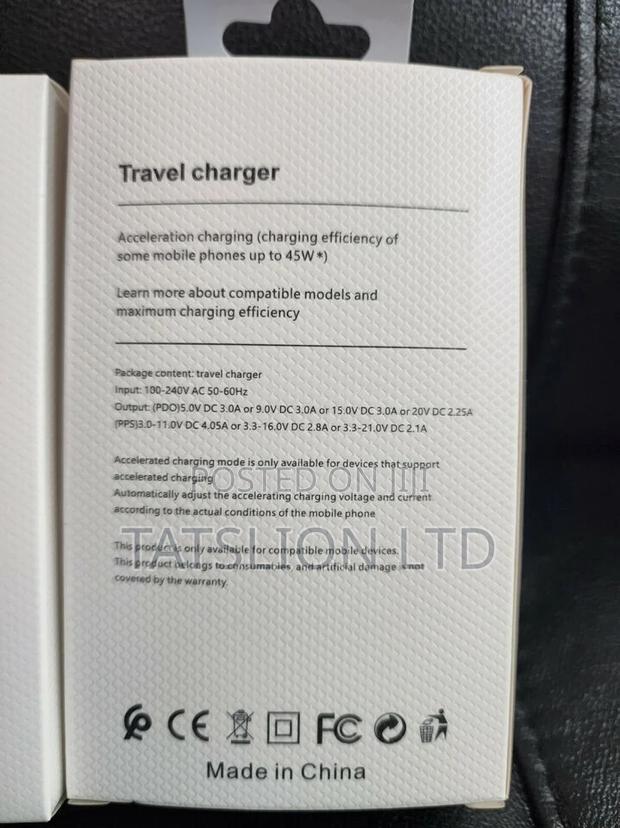 Travel charger
Acceleration charging (charging efficiency of
some mobile phones up to 45W*)
Learn more about compatible models and
maximum charging efficiency
Package content: travel charger
Input: 100-240V AC 50-60Hz
Output: (PDO)5.0V DC 3.0A or 9.0V DC 3.0A or 15.0V DC 3.0A or 20V DC 2.25A
(PPS)3.0-11.0V DC 4.05A or 3.3-16.0V DC 2.8A or 3.3-21.0V DC 2.1A
Accelerated charging mode is only available for devices that support
accelerated charging
POSTED ON JIJI
Automatically adjust the accelerating charging voltage and current
according to the actual conditions of the mobile phone
TATSLION LTD
This product is only available for compatible mobile devices.
This product belongs to consumables, and artificial damage is not
covered by the warranty.
CE FC
Made in China